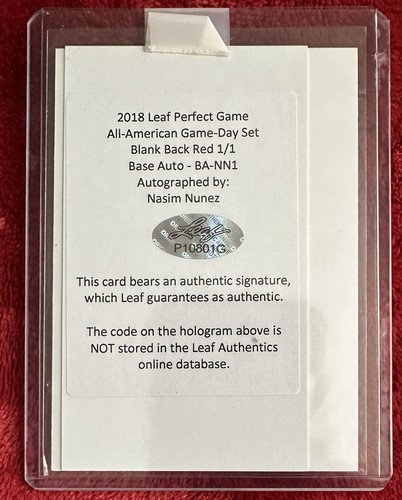 2018 Leaf Perfect Game
All-American Game-Day Set
Blank Back Red 1/1
Base Auto - BA-NN1
Autographed by:
Nasim Nunez
Leaf
P10801G
This card bears an authentic signature,
which Leaf guarantees as authentic.
The code on the hologram above is
NOT stored in the Leaf Authentics
online database.